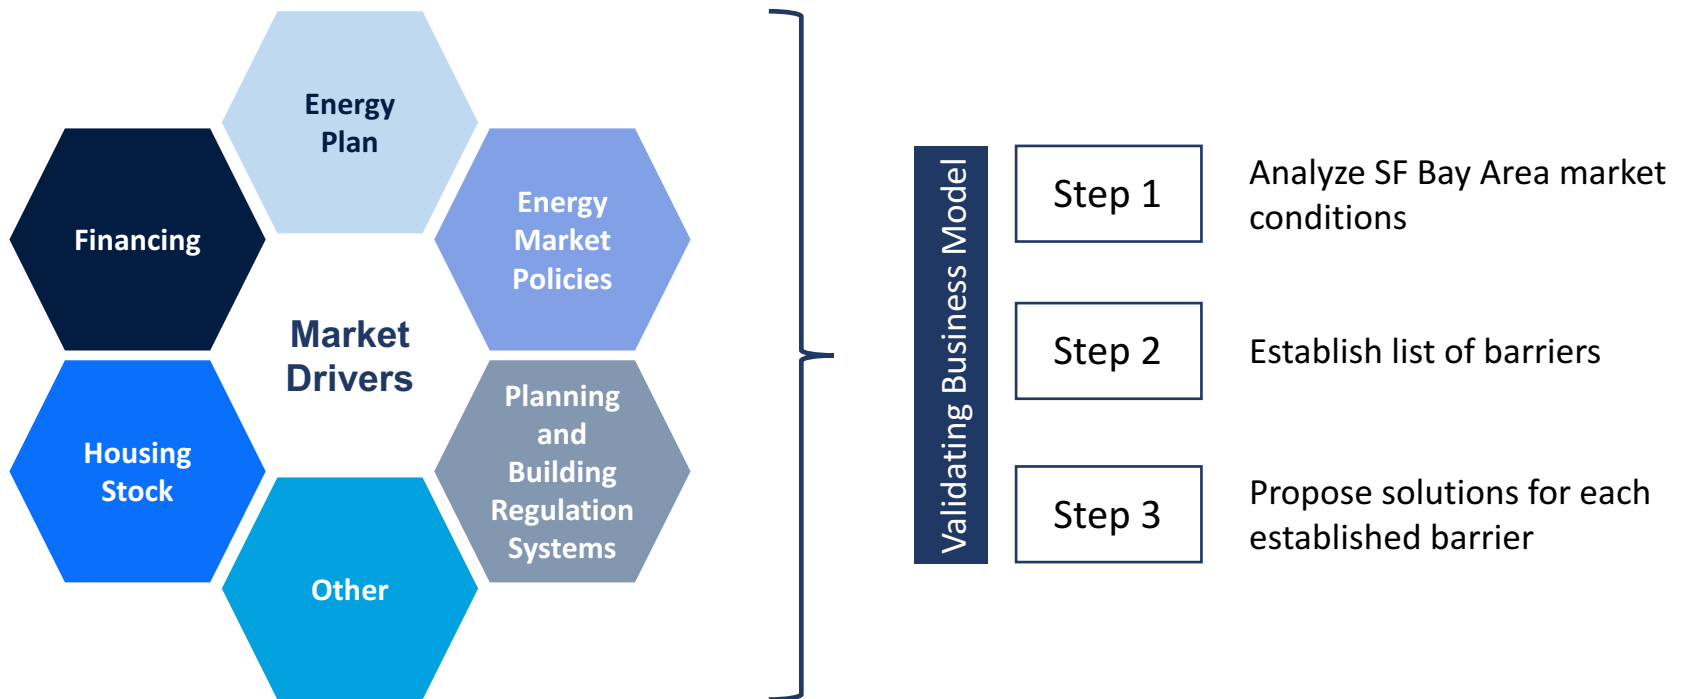 Energy
Plan
Financing
Energy
Market
Policies
Market
Drivers
Housing
Stock
Planning
and
Building
Regulation
Systems
Other
Validating Business Model
Step 1
Analyze SF Bay Area market
conditions
Step 2
Establish list of barriers
Step 3
Propose solutions for each
established barrier